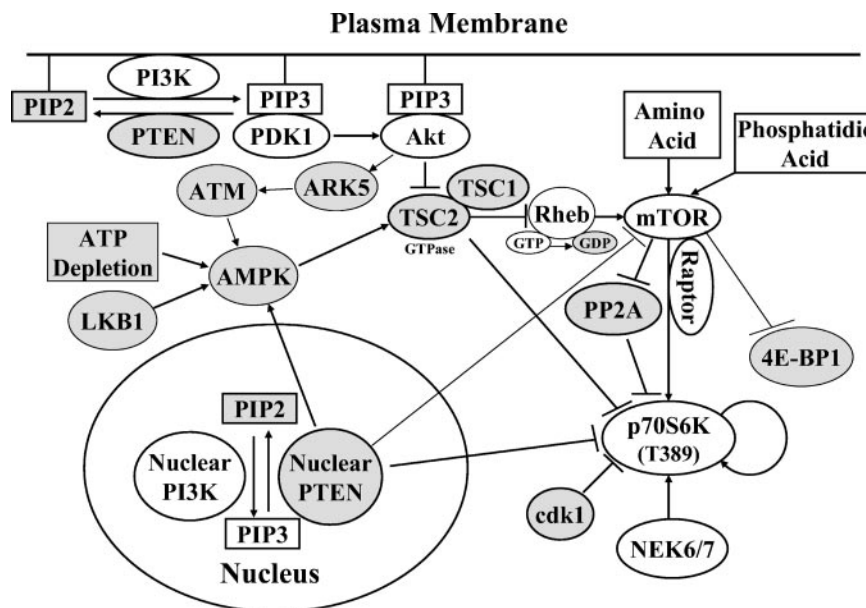 Plasma Membrane
PI3K
PIP2
PIP3
PIP3
PTEN
PDK1
Akt
Amino
Acid
Phosphatidic
Acid
ATM
ARK5
TSC1
TSC2
GTPase
Rheb
GTP
GDP
mTOR
Raptor
ATP
Depletion
AMPK
LKB1
PP2A
4E-BP1
PIP2
Nuclear
PI3K
Nuclear
PTEN
PIP3
Nucleus
p70S6K
(T389)
cdk1
NEK6/7